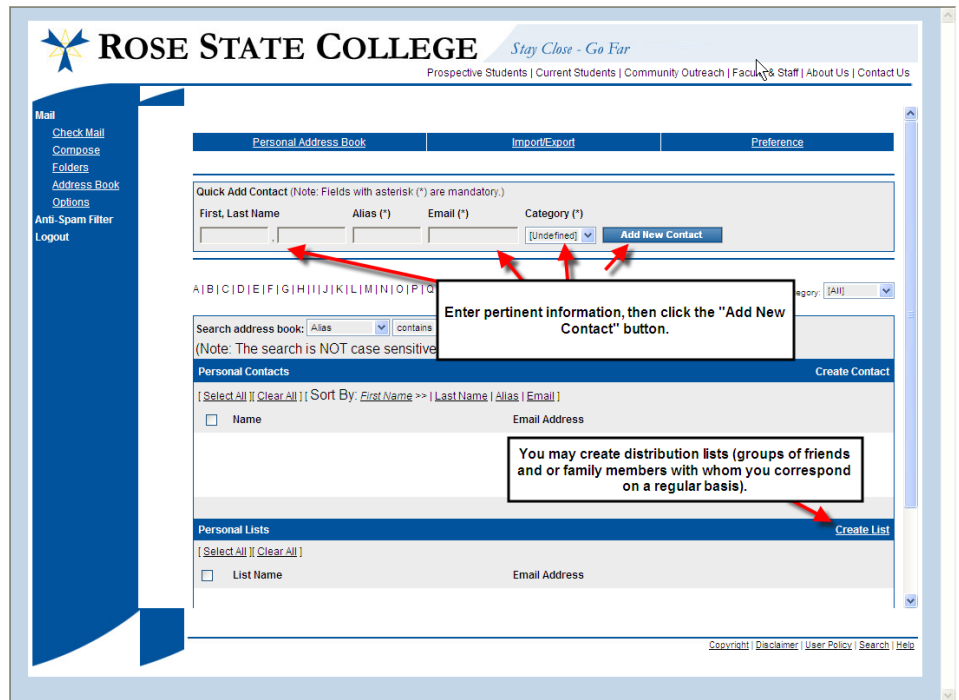 ROSE STATE COLLEGE Stay Close - Go Far
Prospective Students | Current Students | Community Outreach | Faculty & Staff | About Us | Contact Us
Mail
Check Mail
Compose
Folders
Address Book
Options
Anti-Spam Filter
Logout
Personal Address Book Import/Export Preference
Quick Add Contact (Note: Fields with asterisk (*) are mandatory.)
First, Last Name Alias (*) Email (*) Category (*)
, [Undefined] Add New Contact
A | B | C | D | E | F | G | H | I | J | K | L | M | N | O | P | Q [All]
Enter pertinent information, then click the "Add New
Contact" button.
Search address book: Alias contains
(Note: The search is NOT case sensitive
Personal Contacts Create Contact
[ Select All ][ Clear All ] [ Sort By: First Name >> | Last Name | Alias | Email ]
Name Email Address
You may create distribution lists (groups of friends
and or family members with whom you correspond
on a regular basis).
Personal Lists Create List
[ Select All ][ Clear All ]
List Name Email Address
Copyright | Disclaimer | User Policy | Search | Help